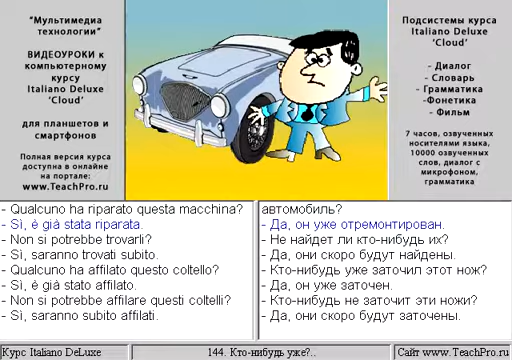 "Мультимедиа
технологии"
ВИДЕОУРОКИ к
компьютерному
курсу
Italiano Deluxe
'Cloud'
для планшетов и
смартфонов
Полная версия курса
доступна в онлайне
на портале:
www.TeachPro.ru
Подсистемы курса
Italiano Deluxe
'Cloud'
- Диалог
- Словарь
- Грамматика
-Фонетика
- Фильм
7 часов, озвученных
носителями языка,
10000 озвученных
слов, диалог с
микрофоном,
грамматика
- Qualcuno ha riparato questa macchina?
- Sì, è già stata riparata.
- Non si potrebbe trovarli?
- Sì, saranno trovati subito.
- Qualcuno ha affilato questo coltello?
- Sì, è già stato affilato.
- Non si potrebbe affilare questi coltelli?
- Sì, saranno subito affilati.
автомобиль?
- Да, он уже отремонтирован.
- Не найдет ли кто-нибудь их?
- Да, они скоро будут найдены.
- Кто-нибудь уже заточил этот нож?
- Да, он уже заточен.
- Кто-нибудь не заточит эти ножи?
- Да, они скоро будут заточены.
Курс Italiano DeLuxe
144. Кто-нибудь уже?..
Сайт www.TeachPro.ru